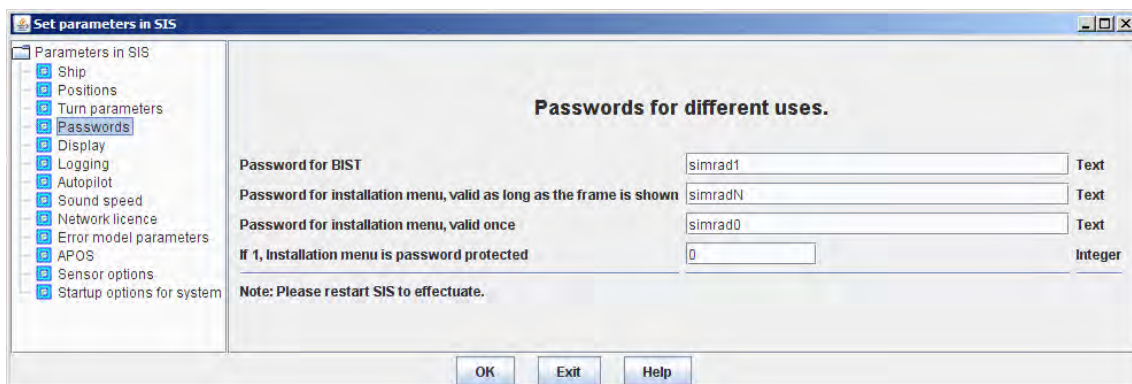 Set parameters in SIS
Parameters in SIS
Ship
Positions
Turn parameters
Passwords
Display
Logging
Autopilot
Sound speed
Network licence
Error model parameters
APOS
Sensor options
Startup options for system
Passwords for different uses.
Password for BIST simrad1 Text
Password for installation menu, valid as long as the frame is shown simradN Text
Password for installation menu, valid once simrad0 Text
If 1, Installation menu is password protected 0 Integer
Note: Please restart SIS to effectuate.
OK Exit Help